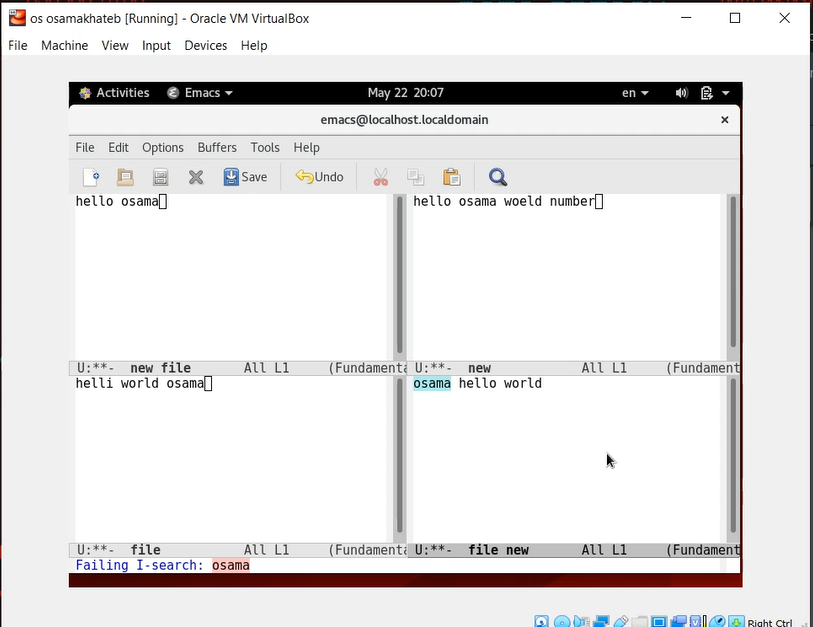 os osamakhateb [Running] - Oracle VM VirtualBox
File Machine View Input Devices Help
Activities Emacs May 22 20:07 en
emacs@localhost.localdomain
File Edit Options Buffers Tools Help
Save Undo
hello osama
hello osama woeld number
U:**- new file All L1 (Fundamenta
U:**- new All L1 (Fundament
helli world osama
osama hello world
U:**- file All L1 (Fundamenta
U:**- file new All L1 (Fundament
Failing I-search: osama
Right Ctrl